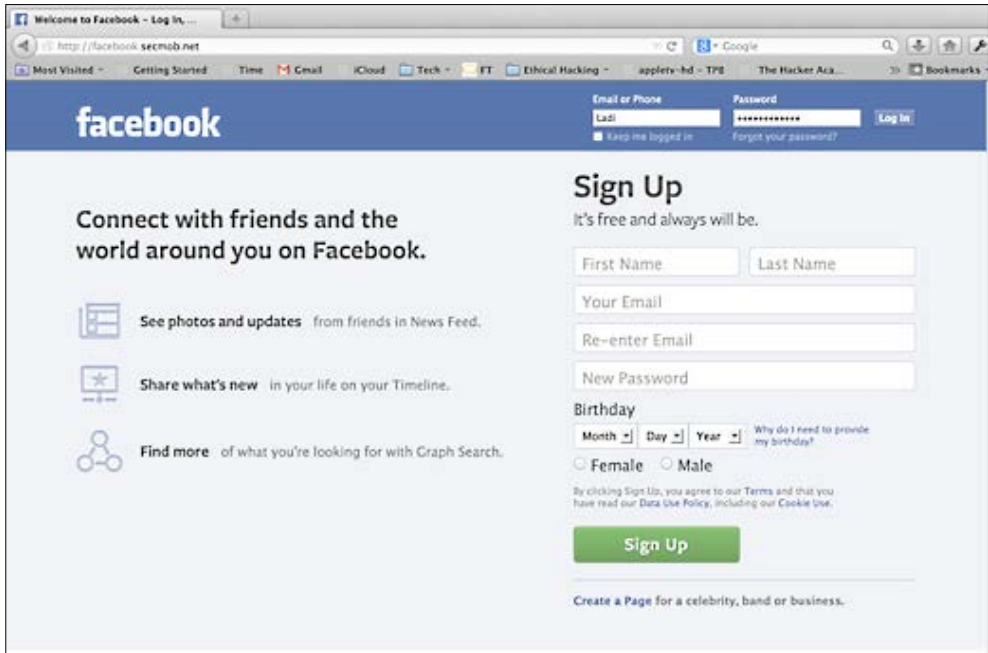 Welcome to Facebook - Log In, ...
http://facebook.secmob.net
Google
Most Visited
Getting Started
Time
Gmail
iCloud
Tech
FT
Ethical Hacking
appletv-hd - TPB
The Hacker Aca...
Bookmarks
facebook
Email or Phone
Password
Ladi
••••••••••••
Log In
Keep me logged in
Forgot your password?
Connect with friends and the
world around you on Facebook.
See photos and updates from friends in News Feed.
Share what's new in your life on your Timeline.
Find more of what you're looking for with Graph Search.
Sign Up
It's free and always will be.
First Name
Last Name
Your Email
Re-enter Email
New Password
Birthday
Month
Day
Year
Why do I need to provide
my birthday?
Female
Male
By clicking Sign Up, you agree to our Terms and that you
have read our Data Use Policy, including our Cookie Use.
Sign Up
Create a Page for a celebrity, band or business.